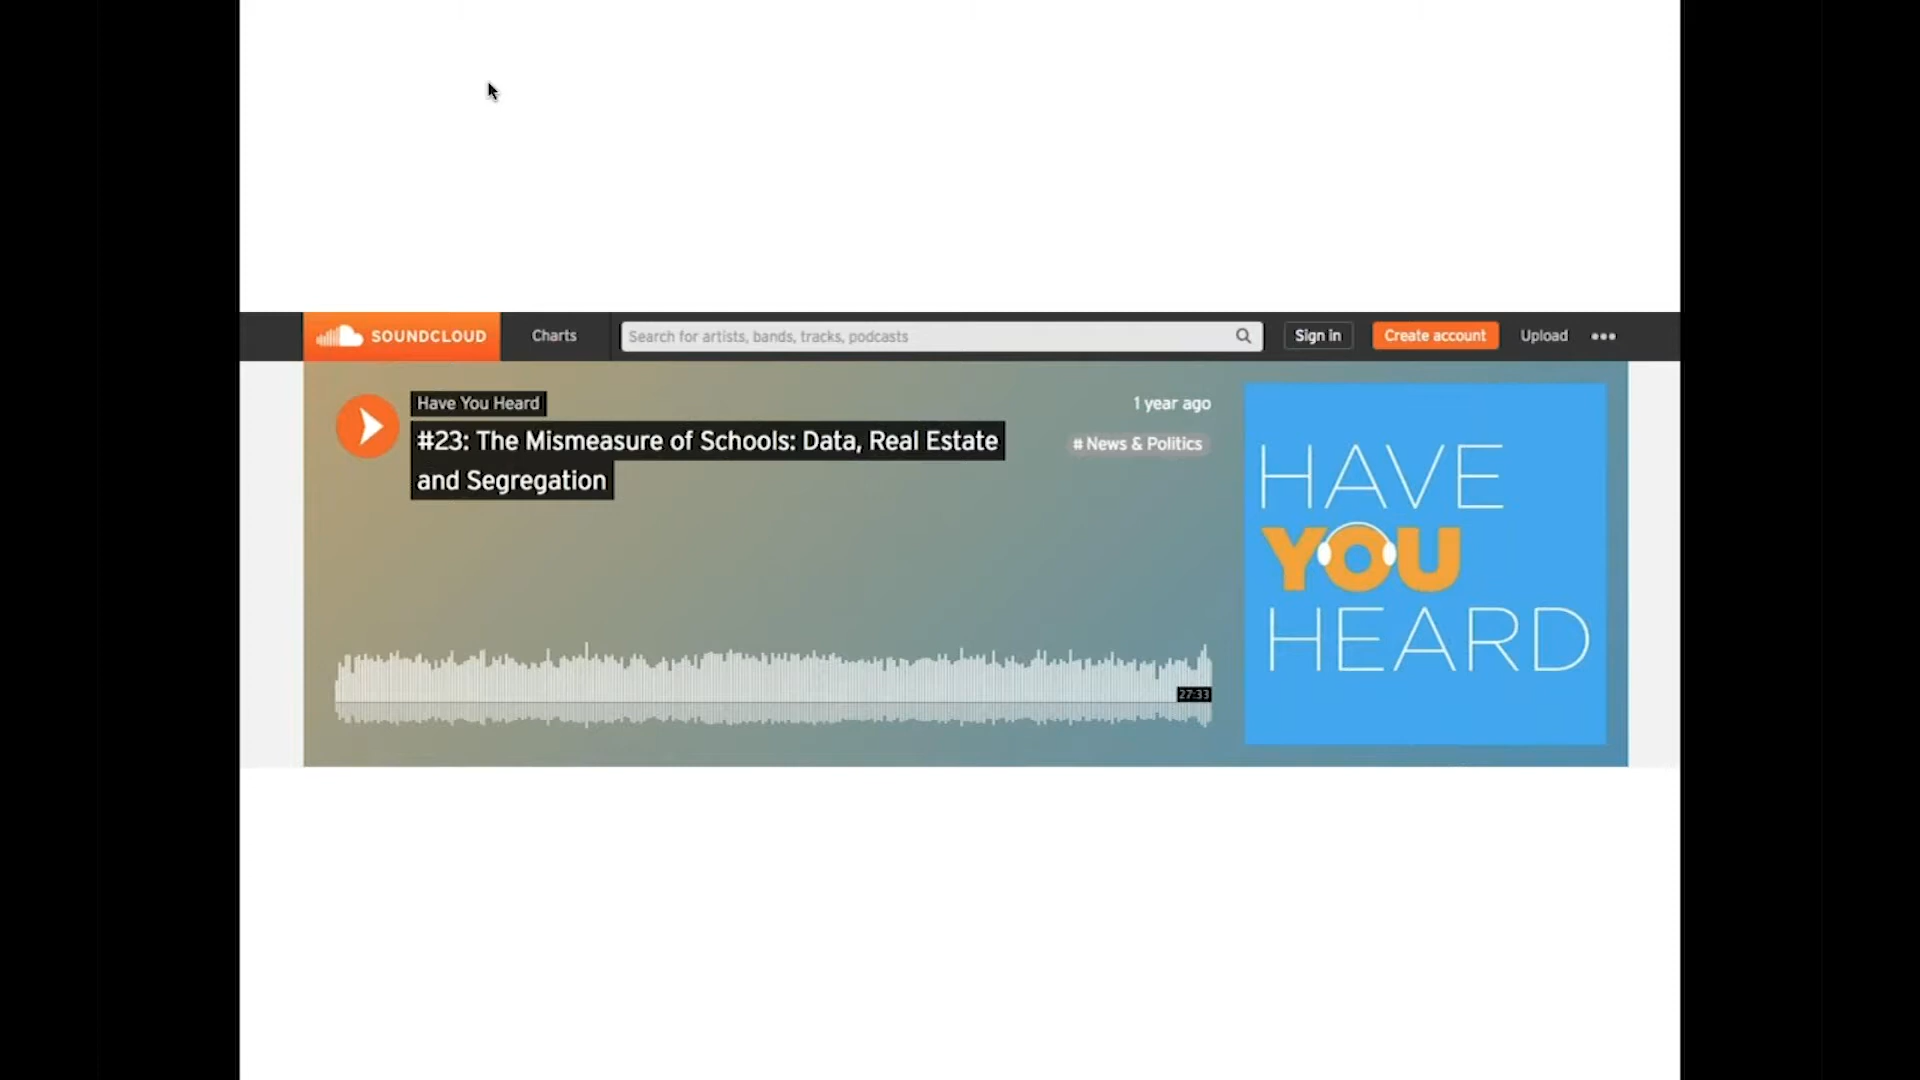 SOUNDCLOUD Charts Search for artists, bands, tracks, podcasts Sign in Create account Upload
Have You Heard
1 year ago
#23: The Mismeasure of Schools: Data, Real Estate
and Segregation
# News & Politics
27:33
HAVE
YOU
HEARD